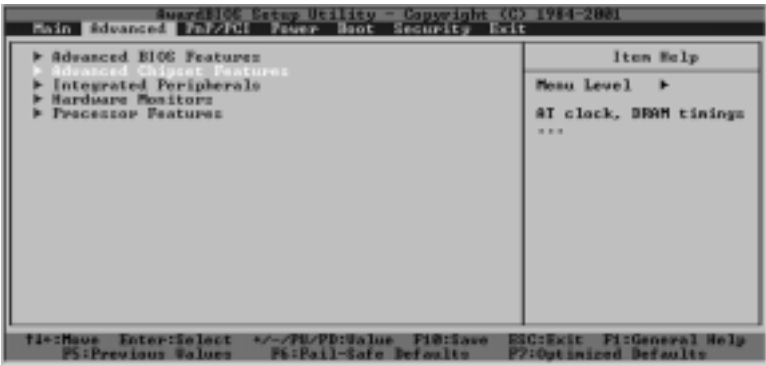 AwardBIOS Setup Utility - Copyright (C) 1984-2001
Main Advanced PnP/PCI Power Boot Security Exit
▶ Advanced BIOS Features
▶ Advanced Chipset Features
▶ Integrated Peripherals
▶ Hardware Monitors
▶ Processor Features
Item Help
Menu Level ▶
AT clock, DRAM timings
...
↑↓←:Move Enter:Select +/-/PU/PD:Value F10:Save ESC:Exit F1:General Help
F5:Previous Values F6:Fail-Safe Defaults F7:Optimized Defaults